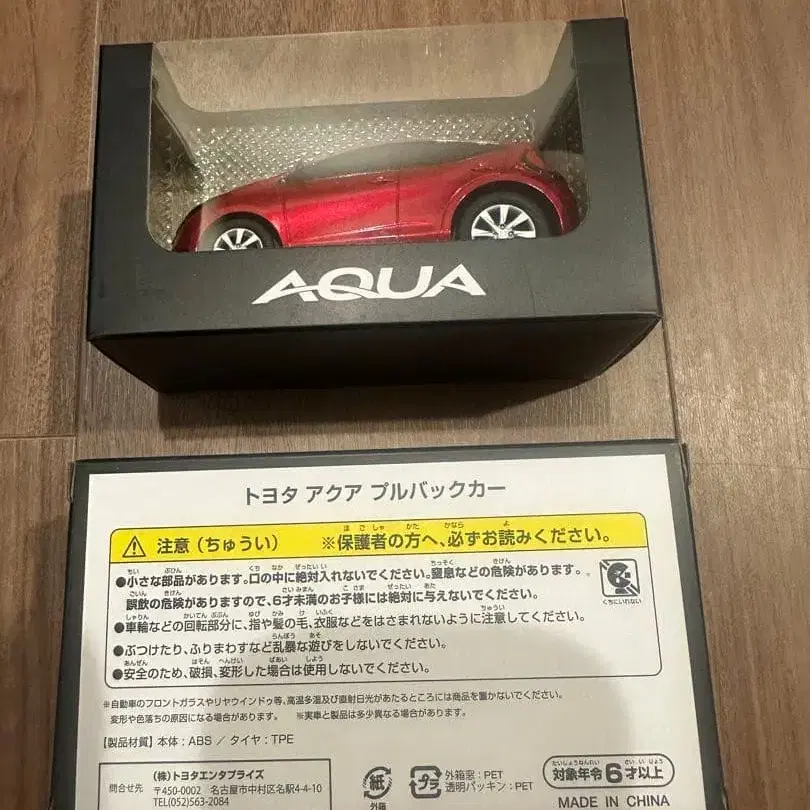 AQUA
トヨタ アクア プルバックカー
注意(ちゅうい) ※保護者の方へ、必ずお読みください。
●小さな部品があります。口の中に絶対入れないでください。窒息などの危険があります。
誤飲の危険がありますので、6才未満のお子様には絶対に与えないでください。
くちにいれない
●車輪などの回転部分に、指や髪の毛、衣服などをはさまれないように注意してください。
●ぶつけたり、ふりまわすなど乱暴な遊びをしないでください。
●安全のため、破損、変形した場合は使用しないでください。
※自動車のフロントガラスやリヤウインドゥ等、高温多湿及び直射日光があたるところには商品を置かないでください。
変形や色落ちの原因になる場合があります。 ※実車と製品は多少異なる場合があります。
【製品材質】本体:ABS / タイヤ:TPE
問合せ先
(株)トヨタエンタプライズ
〒450-0002 名古屋市中村区名駅4-4-10
TEL(052)563-2084
紙
外箱
プラ
外箱窓:PET
透明パッキン:PET
対象年令6才以上
MADE IN CHINA